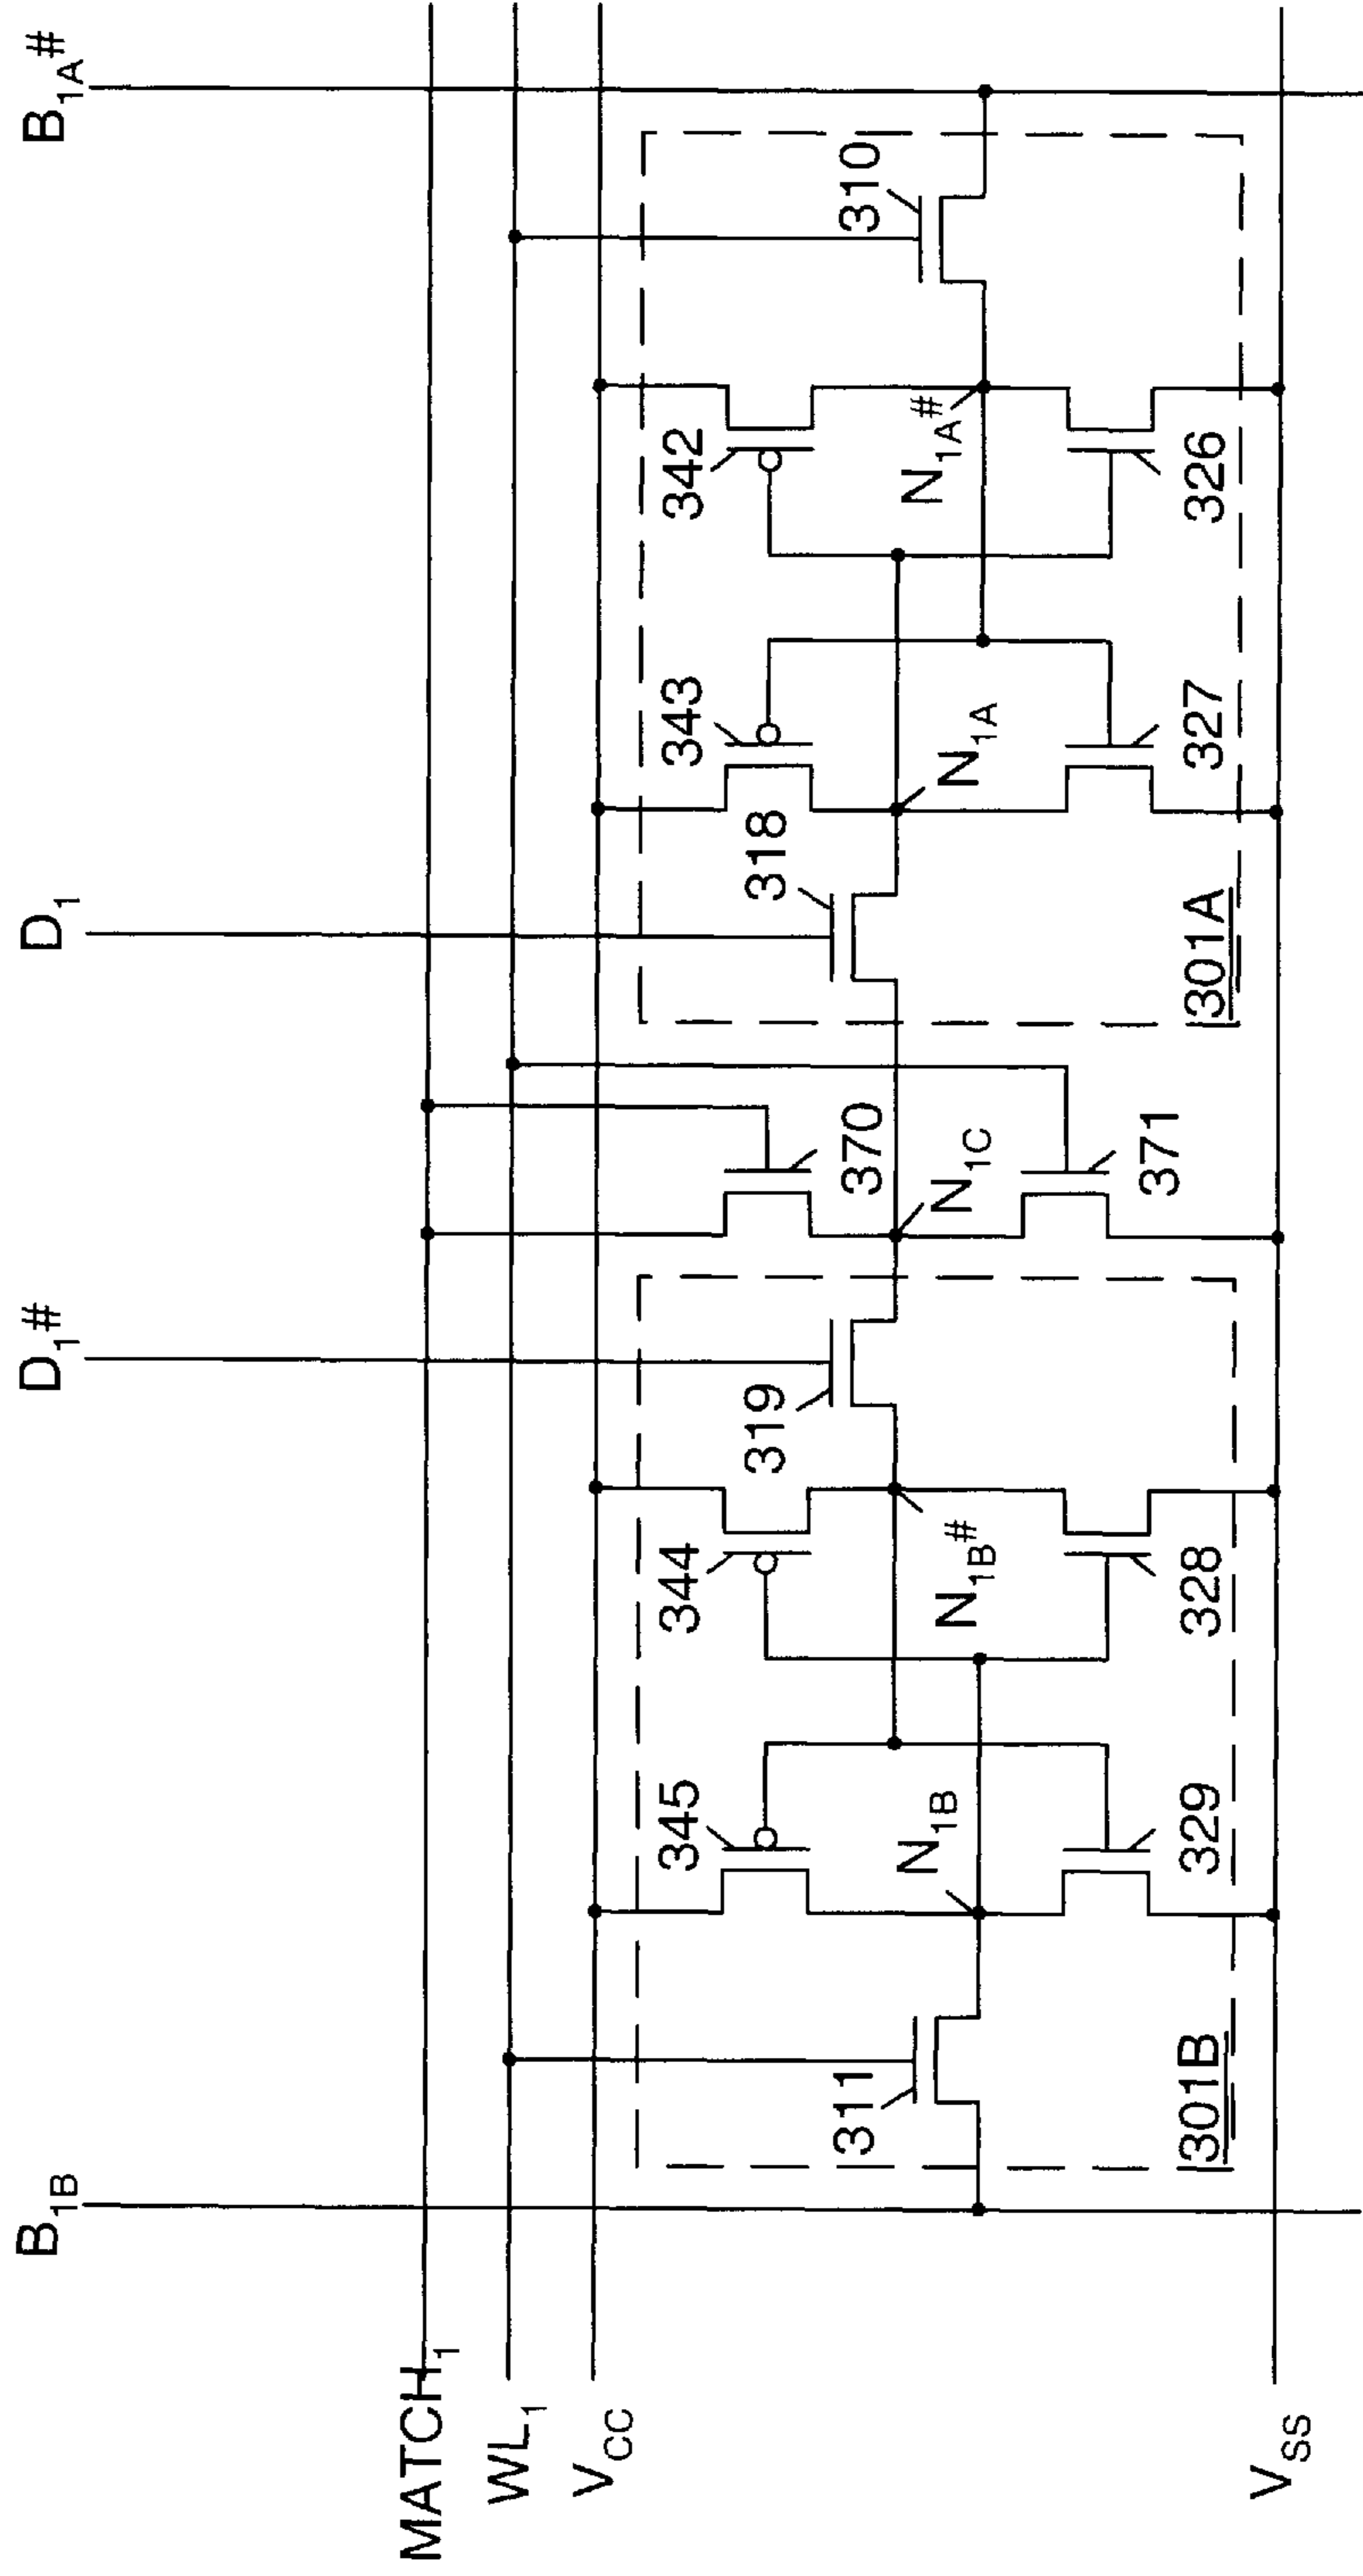 B1B
D1#
D1
B1A#
MATCH1
WL1
VCC
345
344
370
318
343
342
319
311
310
N1B
N1B#
N1C
N1A
N1A#
301B
329
328
371
301A
327
326
VSS